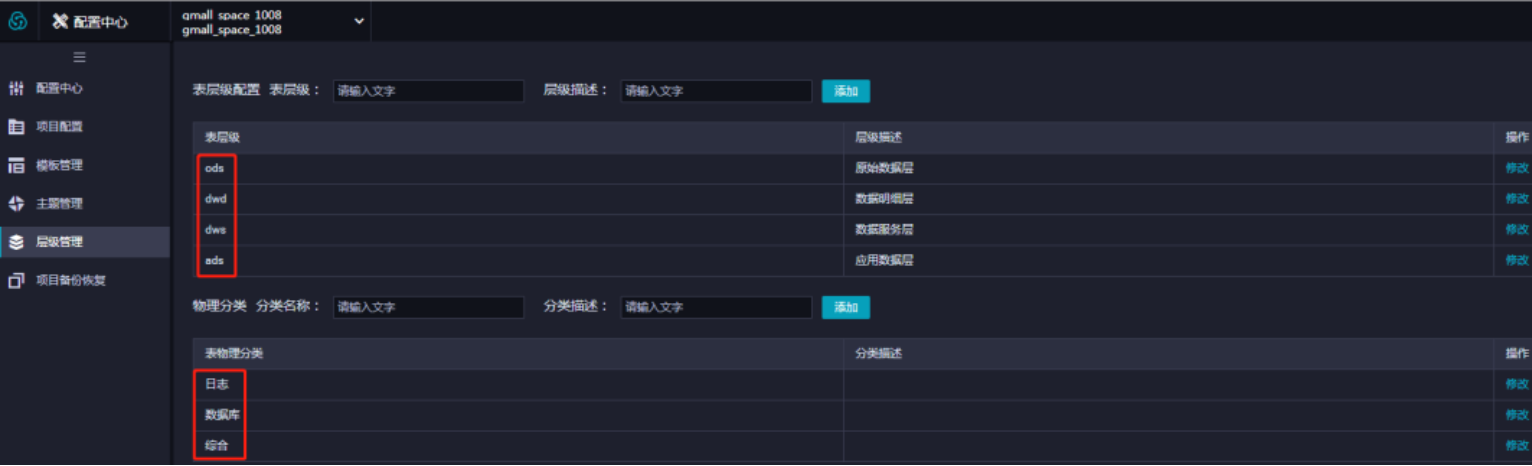 配置中心
gmall_space_1008
gmall_space_1008
配置中心
项目配置
模板管理
主题管理
层级管理
项目备份恢复
表层级配置 表层级： 请输入文字 层级描述： 请输入文字 添加
表层级 层级描述 操作
ods 原始数据层 修改
dwd 数据明细层 修改
dws 数据服务层 修改
ads 应用数据层 修改
物理分类 分类名称： 请输入文字 分类描述： 请输入文字 添加
表物理分类 分类描述 操作
日志 修改
数据库 修改
综合 修改